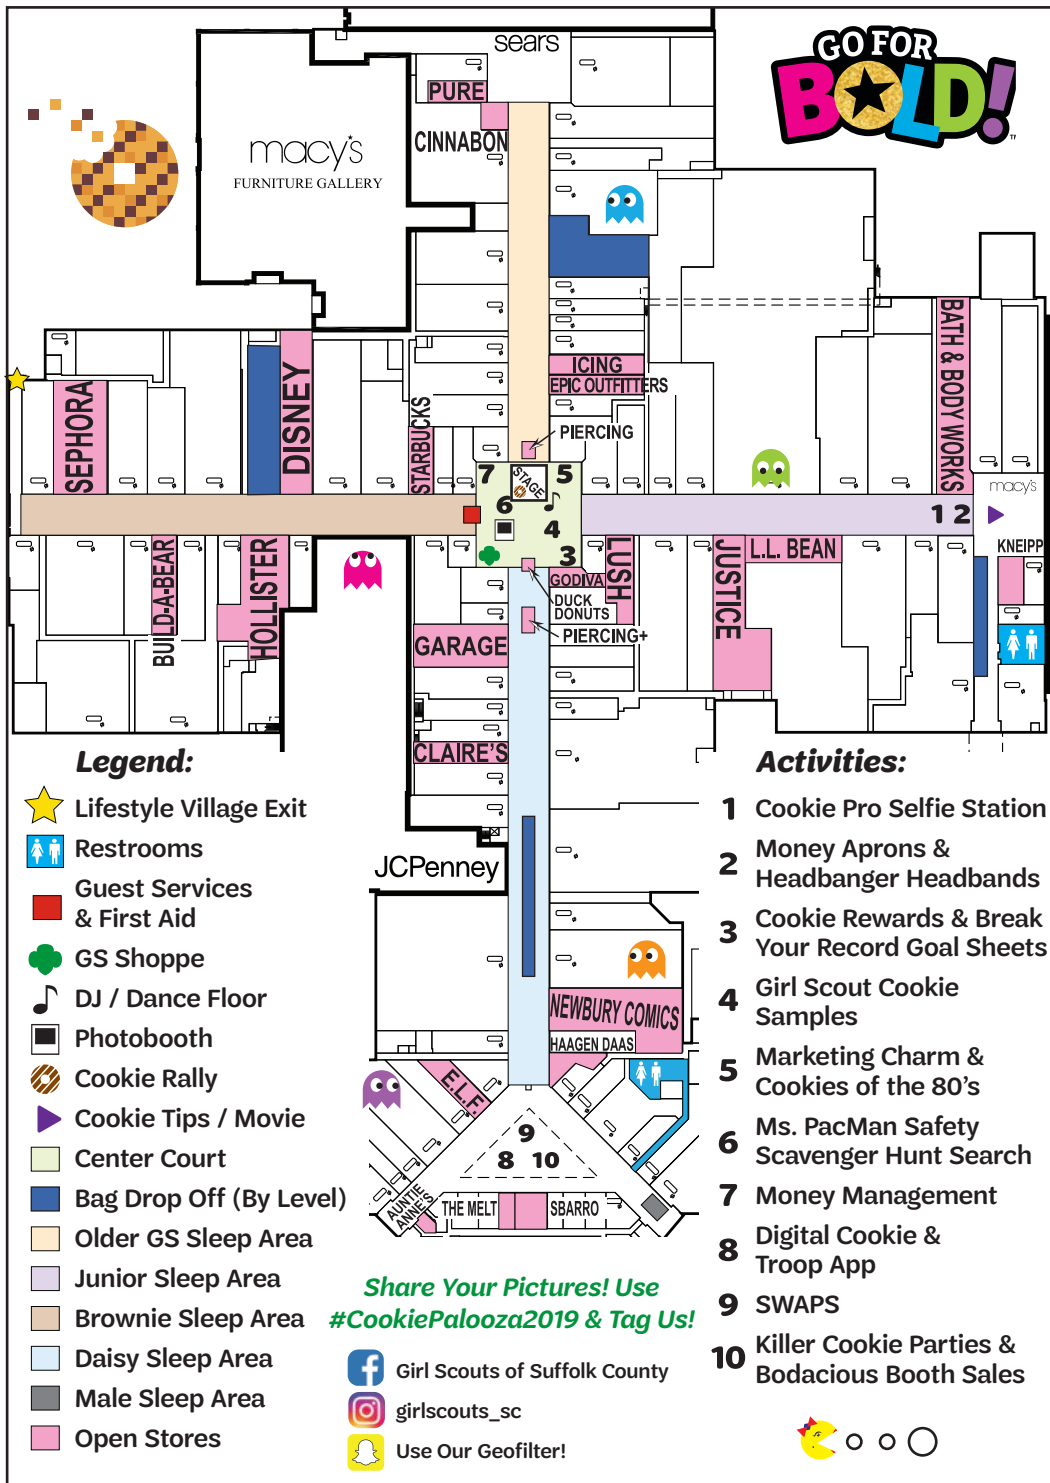 sears
GO FOR
BOLD!
TM
PURE
CINNABON
macy's
FURNITURE GALLERY
ICING
EPIC OUTFITTERS
BATH & BODY WORKS
SEPHORA
DISNEY
STARBUCKS
PIERCING
7
STAGE
5
6
4
3
1 2
macy's
BUILD-A-BEAR
HOLLISTER
GODIVA
LUSH
DUCK
DONUTS
PIERCING+
JUSTICE
L.L. BEAN
KNEIPP
GARAGE
CLAIRE'S
JCPenney
NEWBURY COMICS
HAAGEN DAAS
E.L.F.
9
8 10
AUNTIE
ANNE'S
THE MELT
SBARRO
Legend:
Lifestyle Village Exit
Restrooms
Guest Services
& First Aid
GS Shoppe
DJ / Dance Floor
Photobooth
Cookie Rally
Cookie Tips / Movie
Center Court
Bag Drop Off (By Level)
Older GS Sleep Area
Junior Sleep Area
Brownie Sleep Area
Daisy Sleep Area
Male Sleep Area
Open Stores
Share Your Pictures! Use
#CookiePalooza2019 & Tag Us!
Girl Scouts of Suffolk County
girlscouts_sc
Use Our Geofilter!
Activities:
1 Cookie Pro Selfie Station
2 Money Aprons &
Headbanger Headbands
3 Cookie Rewards & Break
Your Record Goal Sheets
4 Girl Scout Cookie
Samples
5 Marketing Charm &
Cookies of the 80's
6 Ms. PacMan Safety
Scavenger Hunt Search
7 Money Management
8 Digital Cookie &
Troop App
9 SWAPS
10 Killer Cookie Parties &
Bodacious Booth Sales